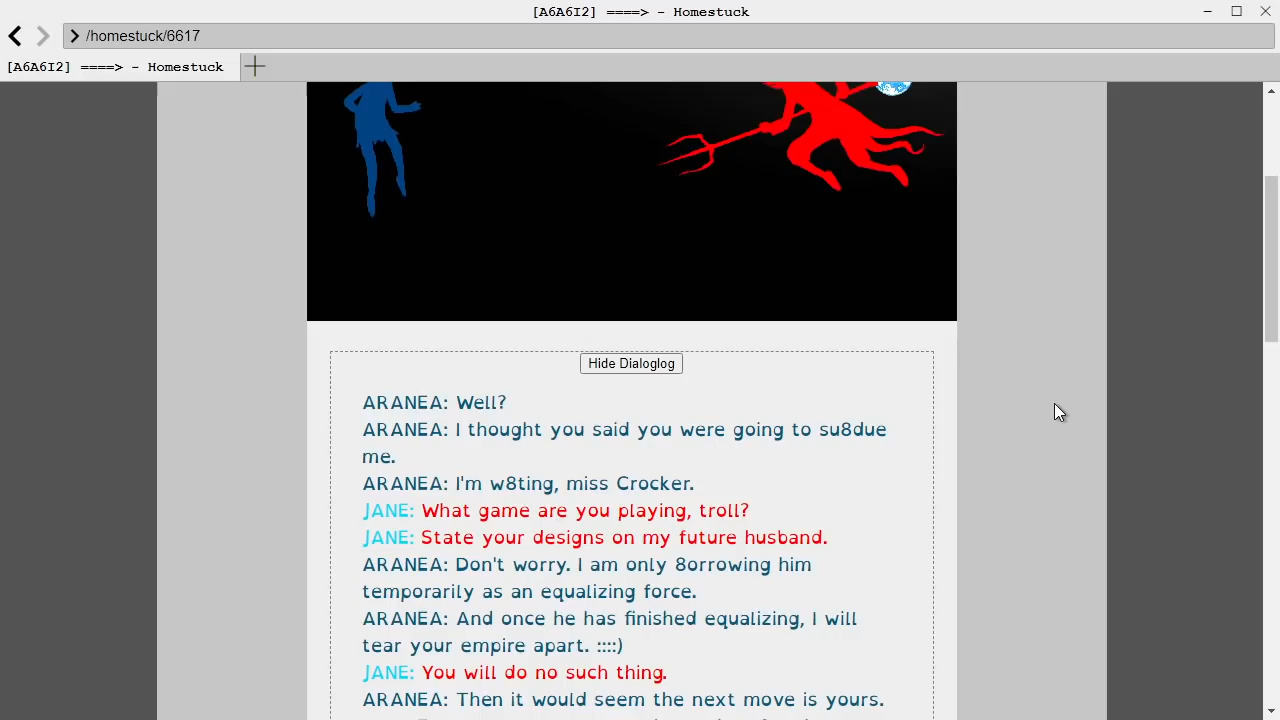 [A6A6I2] ====> - Homestuck
/homestuck/6617
[A6A6I2] ====> - Homestuck
Hide Dialoglog
ARANEA: Well?
ARANEA: I thought you said you were going to su8due
me.
ARANEA: I'm w8ting, miss Crocker.
JANE: What game are you playing, troll?
JANE: State your designs on my future husband.
ARANEA: Don't worry. I am only 8orrowing him
temporarily as an equalizing force.
ARANEA: And once he has finished equalizing, I will
tear your empire apart. ::::)
JANE: You will do no such thing.
ARANEA: Then it would seem the next move is yours.